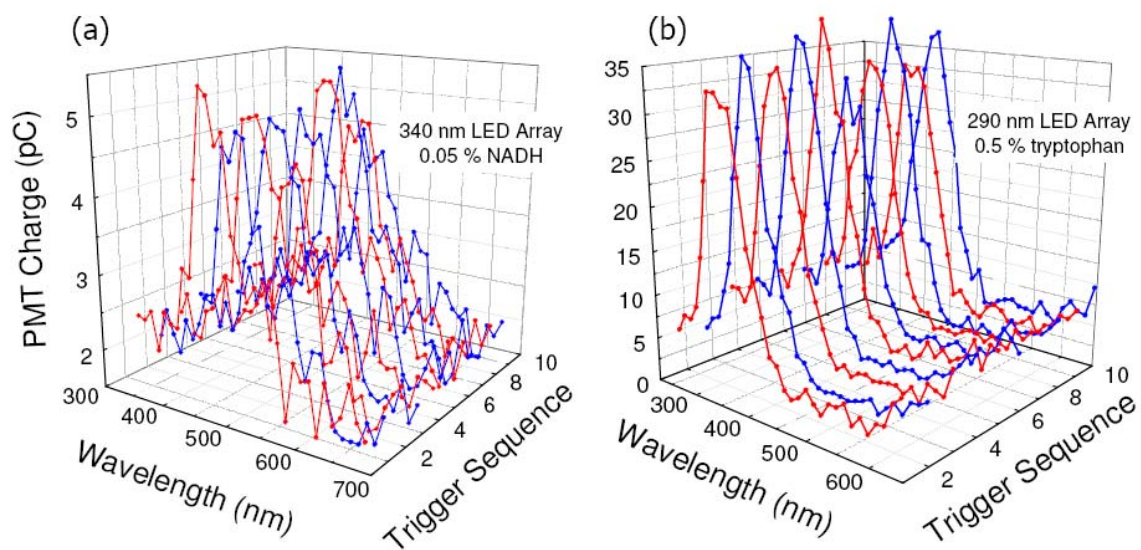 (a)
340 nm LED Array
0.05 % NADH
PMT Charge (pC)
5
4
3
2
300
400
500
600
700
Wavelength (nm)
2
4
6
8
10
Trigger Sequence
(b)
290 nm LED Array
0.5 % tryptophan
35
30
25
20
15
10
5
0
300
400
500
600
Wavelength (nm)
2
4
6
8
10
Trigger Sequence